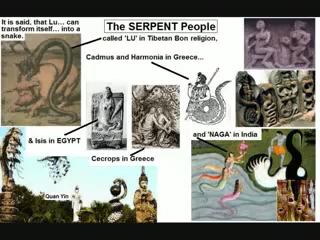 The SERPENT People
It is said, that Lu... can
transform itself... into a
snake.
called 'LU' in Tibetan Bon religion,
Cadmus and Harmonia in Greece...
& Isis in EGYPT
Cecrops in Greece
and 'NAGA' in India
Quan Yin